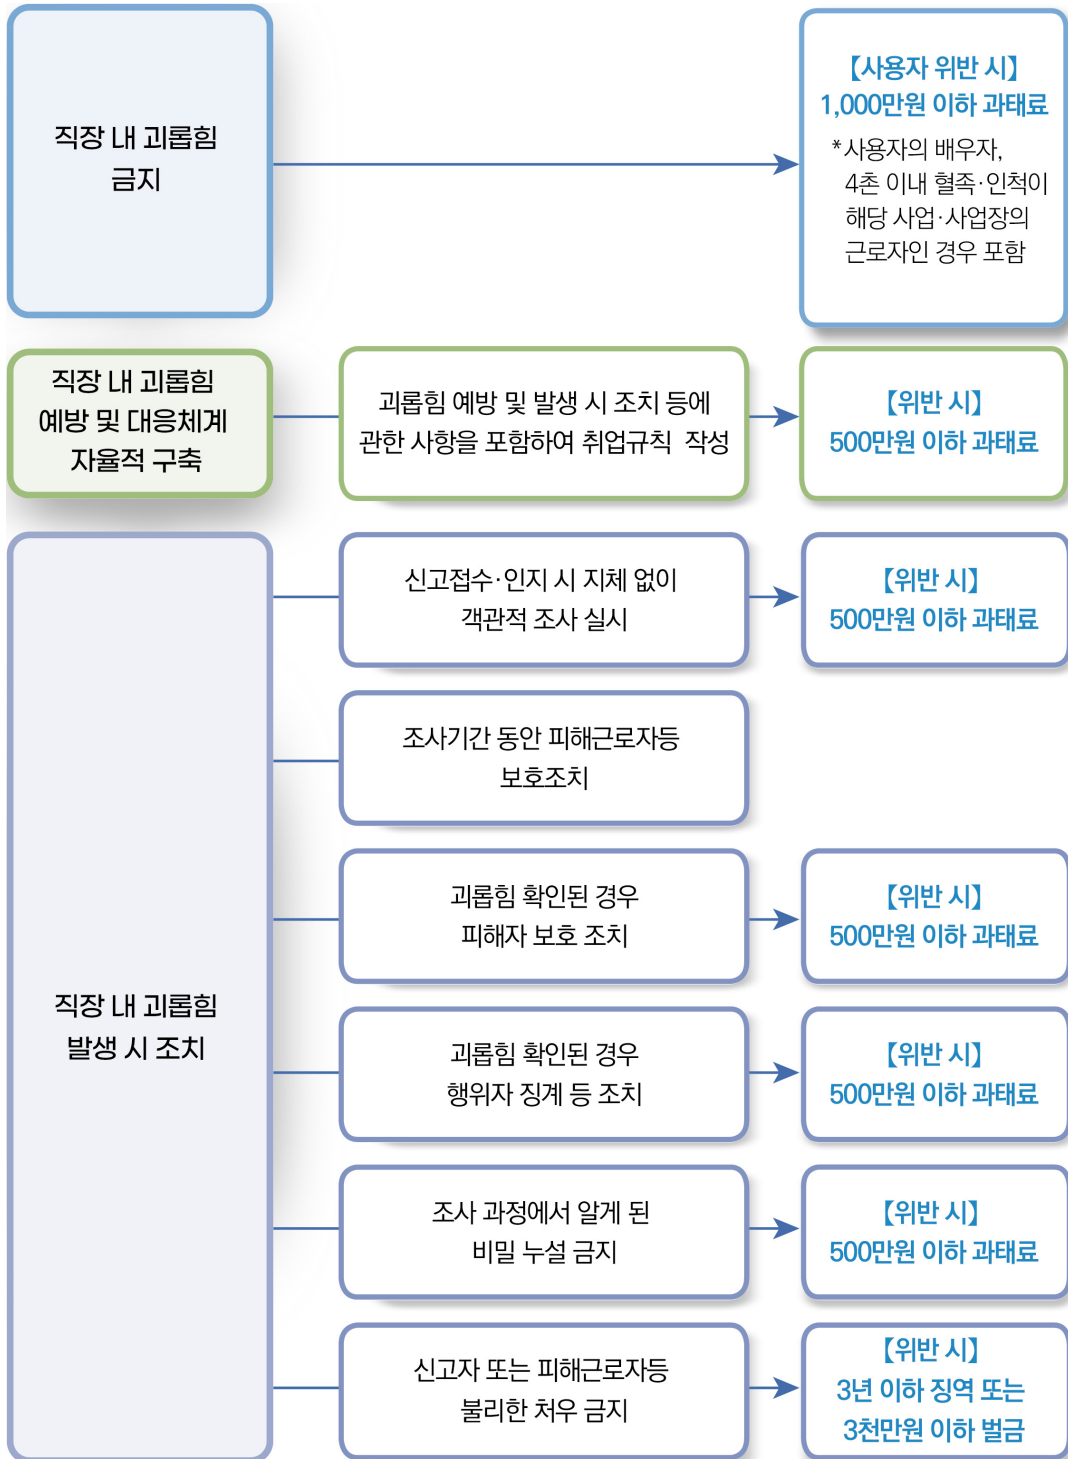 직장 내 괴롭힘
금지
【사용자 위반 시】
1,000만원 이하 과태료
*사용자의 배우자,
4촌 이내 혈족·인척이
해당 사업·사업장의
근로자인 경우 포함
직장 내 괴롭힘
예방 및 대응체계
자율적 구축
괴롭힘 예방 및 발생 시 조치 등에
관한 사항을 포함하여 취업규칙 작성
【위반 시】
500만원 이하 과태료
직장 내 괴롭힘
발생 시 조치
신고접수·인지 시 지체 없이
객관적 조사 실시
【위반 시】
500만원 이하 과태료
조사기간 동안 피해근로자등
보호조치
괴롭힘 확인된 경우
피해자 보호 조치
【위반 시】
500만원 이하 과태료
괴롭힘 확인된 경우
행위자 징계 등 조치
【위반 시】
500만원 이하 과태료
조사 과정에서 알게 된
비밀 누설 금지
【위반 시】
500만원 이하 과태료
신고자 또는 피해근로자등
불리한 처우 금지
【위반 시】
3년 이하 징역 또는
3천만원 이하 벌금